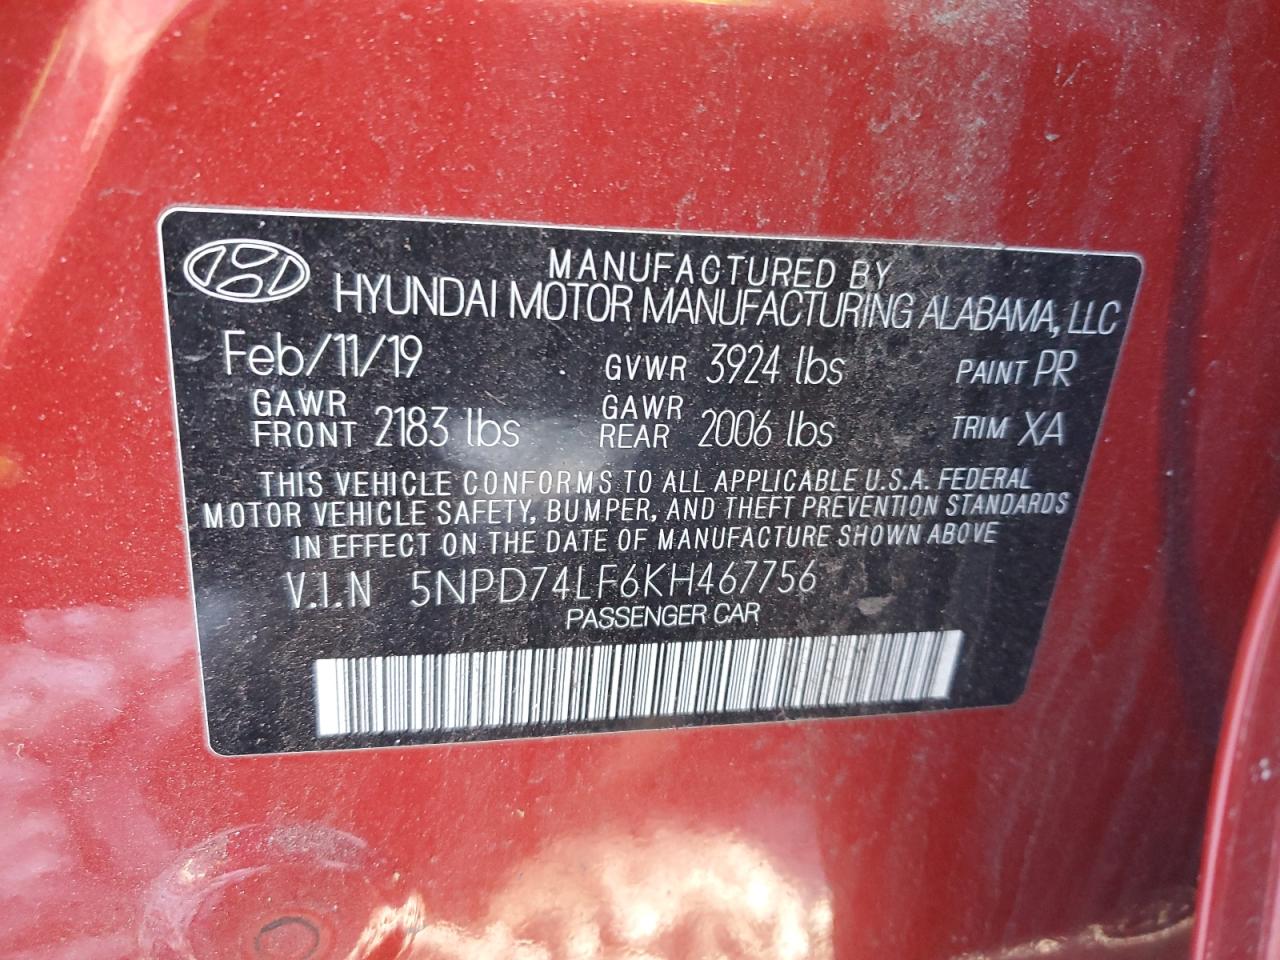 MANUFACTURED BY
HYUNDAI MOTOR MANUFACTURING ALABAMA, LLC
Feb/11/19 GVWR 3924 lbs PAINT PR
GAWR FRONT 2183 lbs GAWR REAR 2006 lbs TRIM XA
THIS VEHICLE CONFORMS TO ALL APPLICABLE U.S.A. FEDERAL
MOTOR VEHICLE SAFETY, BUMPER, AND THEFT PREVENTION STANDARDS
IN EFFECT ON THE DATE OF MANUFACTURE SHOWN ABOVE
V.I.N 5NPD74LF6KH467756
PASSENGER CAR